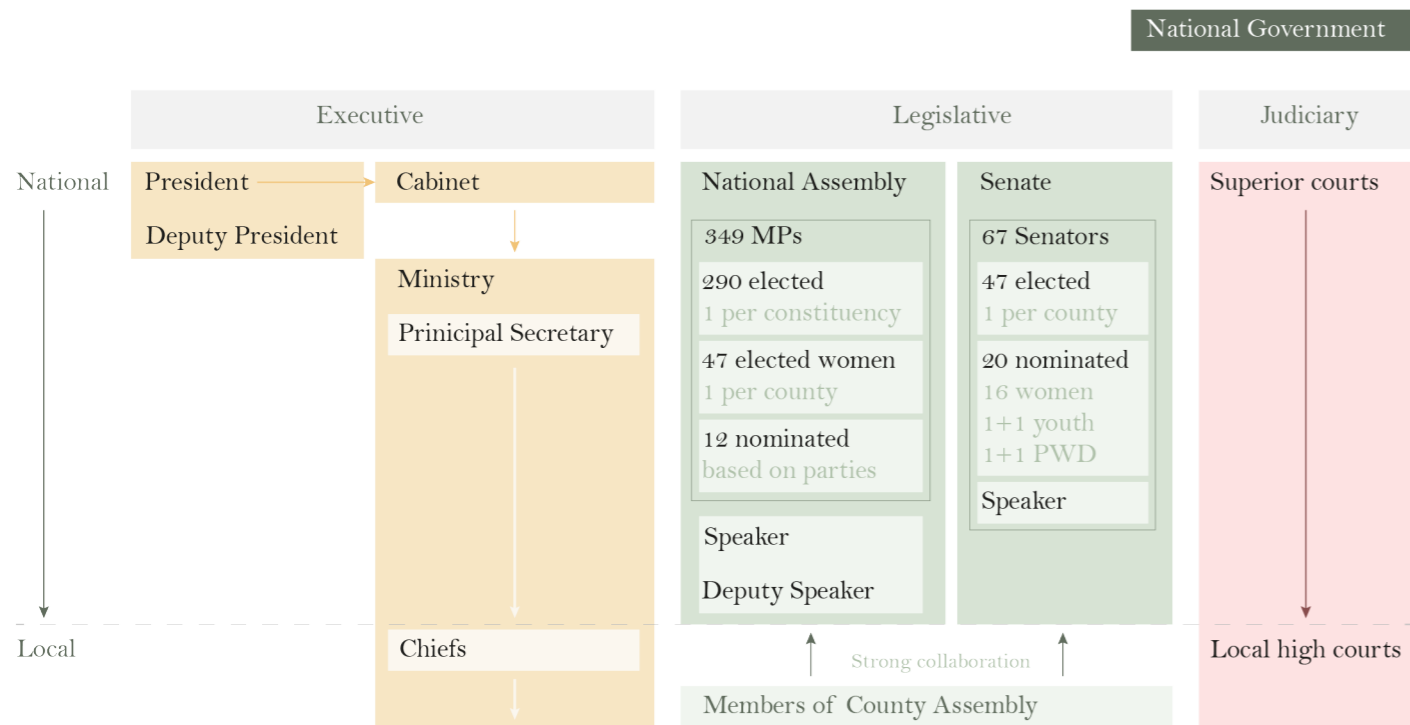 National Government
Executive
Legislative
Judiciary
National
President
Deputy President
Cabinet
Ministry
Prinicipal Secretary
National Assembly
349 MPs
290 elected
1 per constituency
47 elected women
1 per county
12 nominated
based on parties
Speaker
Deputy Speaker
Senate
67 Senators
47 elected
1 per county
20 nominated
16 women
1+1 youth
1+1 PWD
Speaker
Superior courts
Local
Chiefs
Strong collaboration
Members of County Assembly
Local high courts